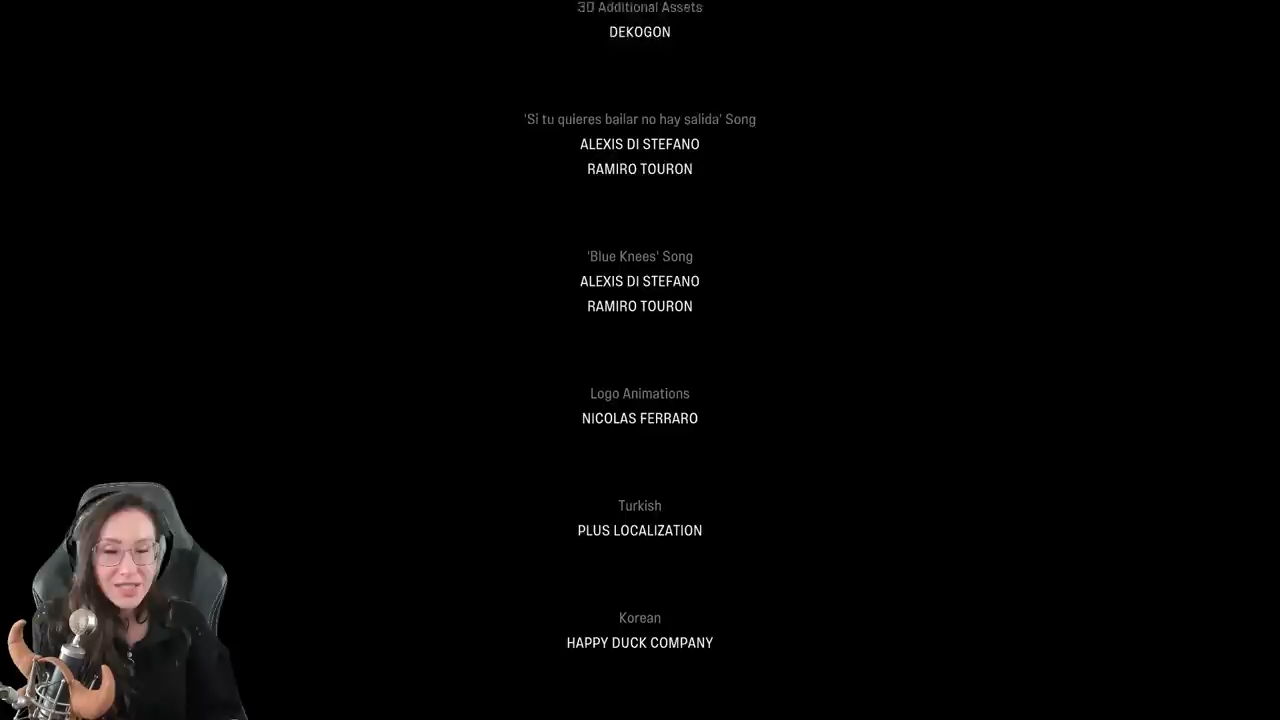 3D Additional Assets
DEKOGON
'Si tu quieres bailar no hay salida' Song
ALEXIS DI STEFANO
RAMIRO TOURON
'Blue Knees' Song
ALEXIS DI STEFANO
RAMIRO TOURON
Logo Animations
NICOLAS FERRARO
Turkish
PLUS LOCALIZATION
Korean
HAPPY DUCK COMPANY